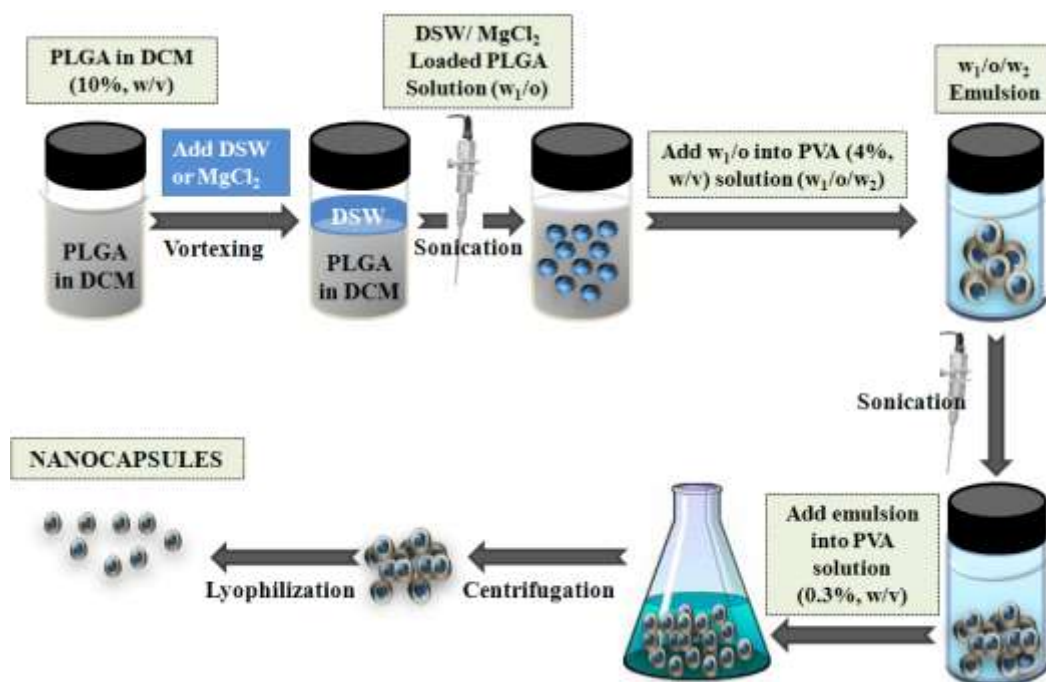 PLGA in DCM
(10%, w/v)
Add DSW
or MgCl₂
Vortexing
PLGA
in DCM
DSW
PLGA
in DCM
DSW/ MgCl₂
Loaded PLGA
Solution (w₁/o)
Sonication
Add w₁/o into PVA (4%,
w/v) solution (w₁/o/w₂)
w₁/o/w₂
Emulsion
Sonication
Add emulsion
into PVA
solution
(0.3%, w/v)
Centrifugation
Lyophilization
NANOCAPSULES